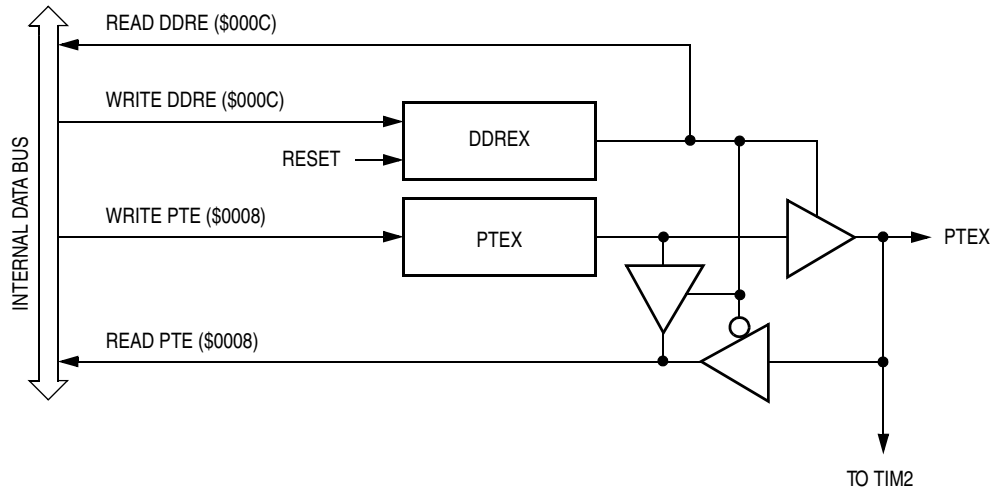 READ DDRE ($000C)
WRITE DDRE ($000C)
DDREX
RESET
INTERNAL DATA BUS
WRITE PTE ($0008)
PTEX
PTEX
READ PTE ($0008)
TO TIM2